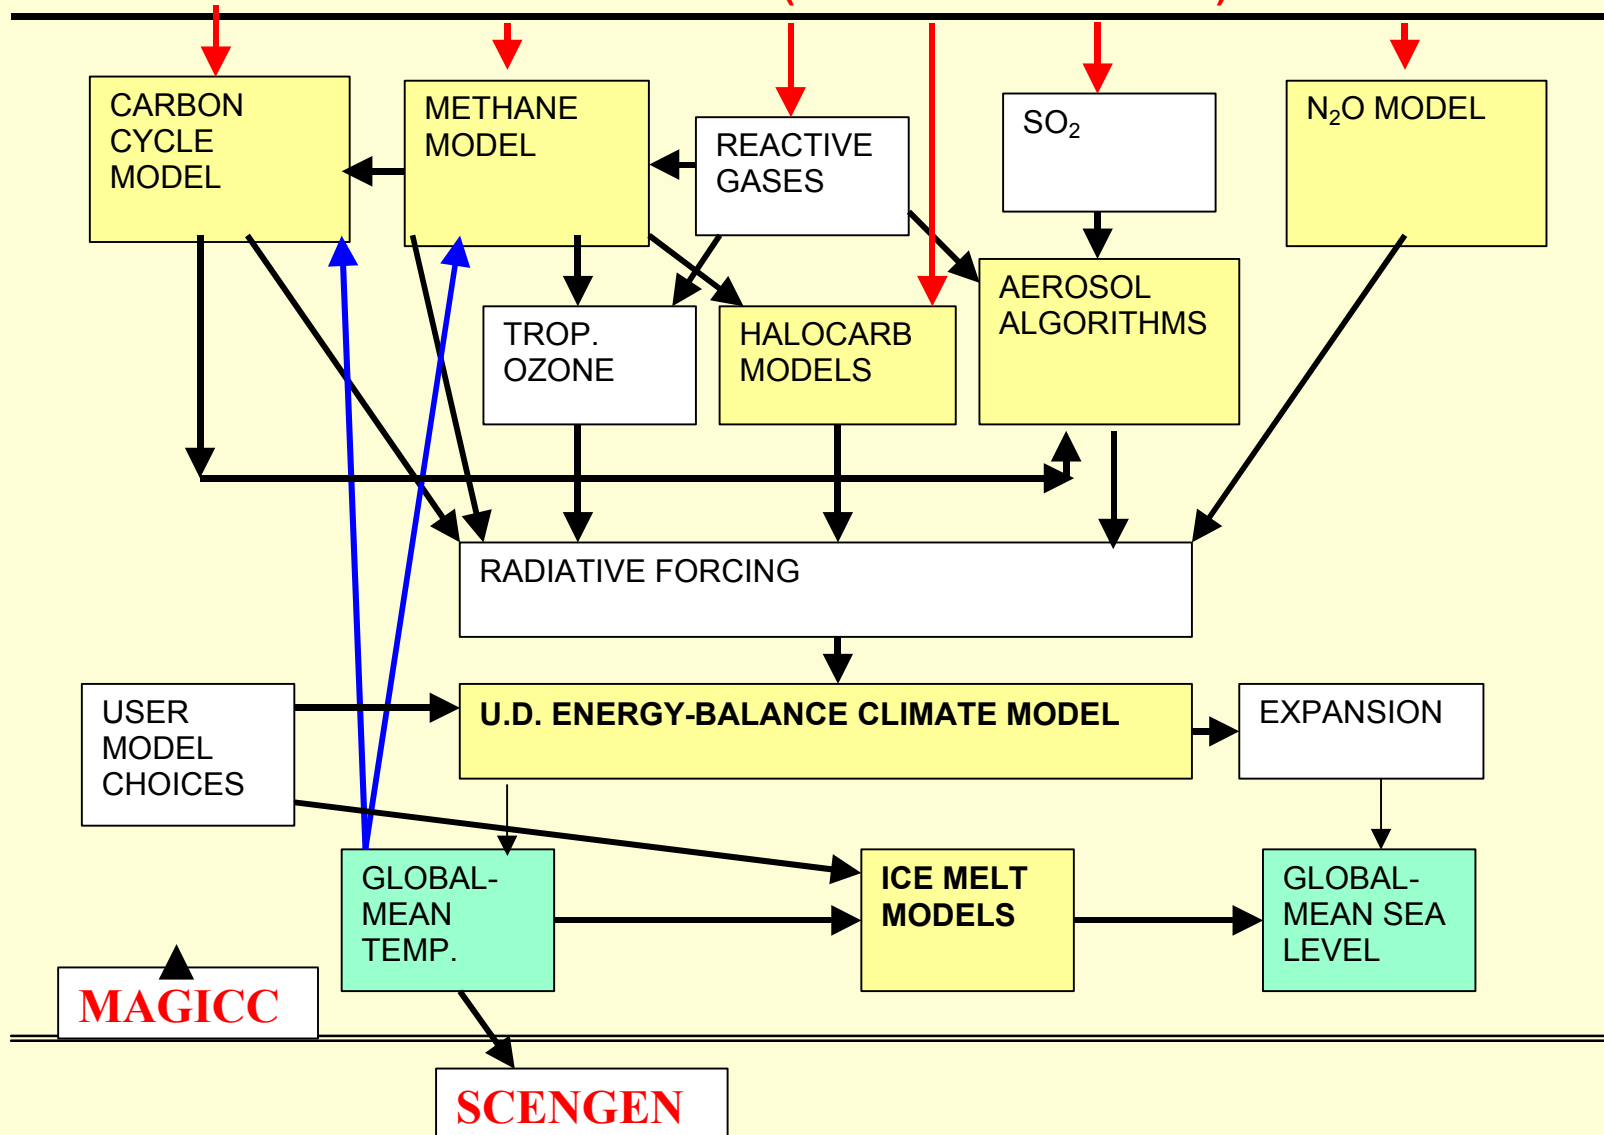 CARBON
CYCLE
MODEL
METHANE
MODEL
REACTIVE
GASES
SO₂
N₂O MODEL
TROP.
OZONE
HALOCARB
MODELS
AEROSOL
ALGORITHMS
RADIATIVE FORCING
USER
MODEL
CHOICES
U.D. ENERGY-BALANCE CLIMATE MODEL
EXPANSION
GLOBAL-
MEAN
TEMP.
ICE MELT
MODELS
GLOBAL-
MEAN SEA
LEVEL
MAGICC
SCENGEN